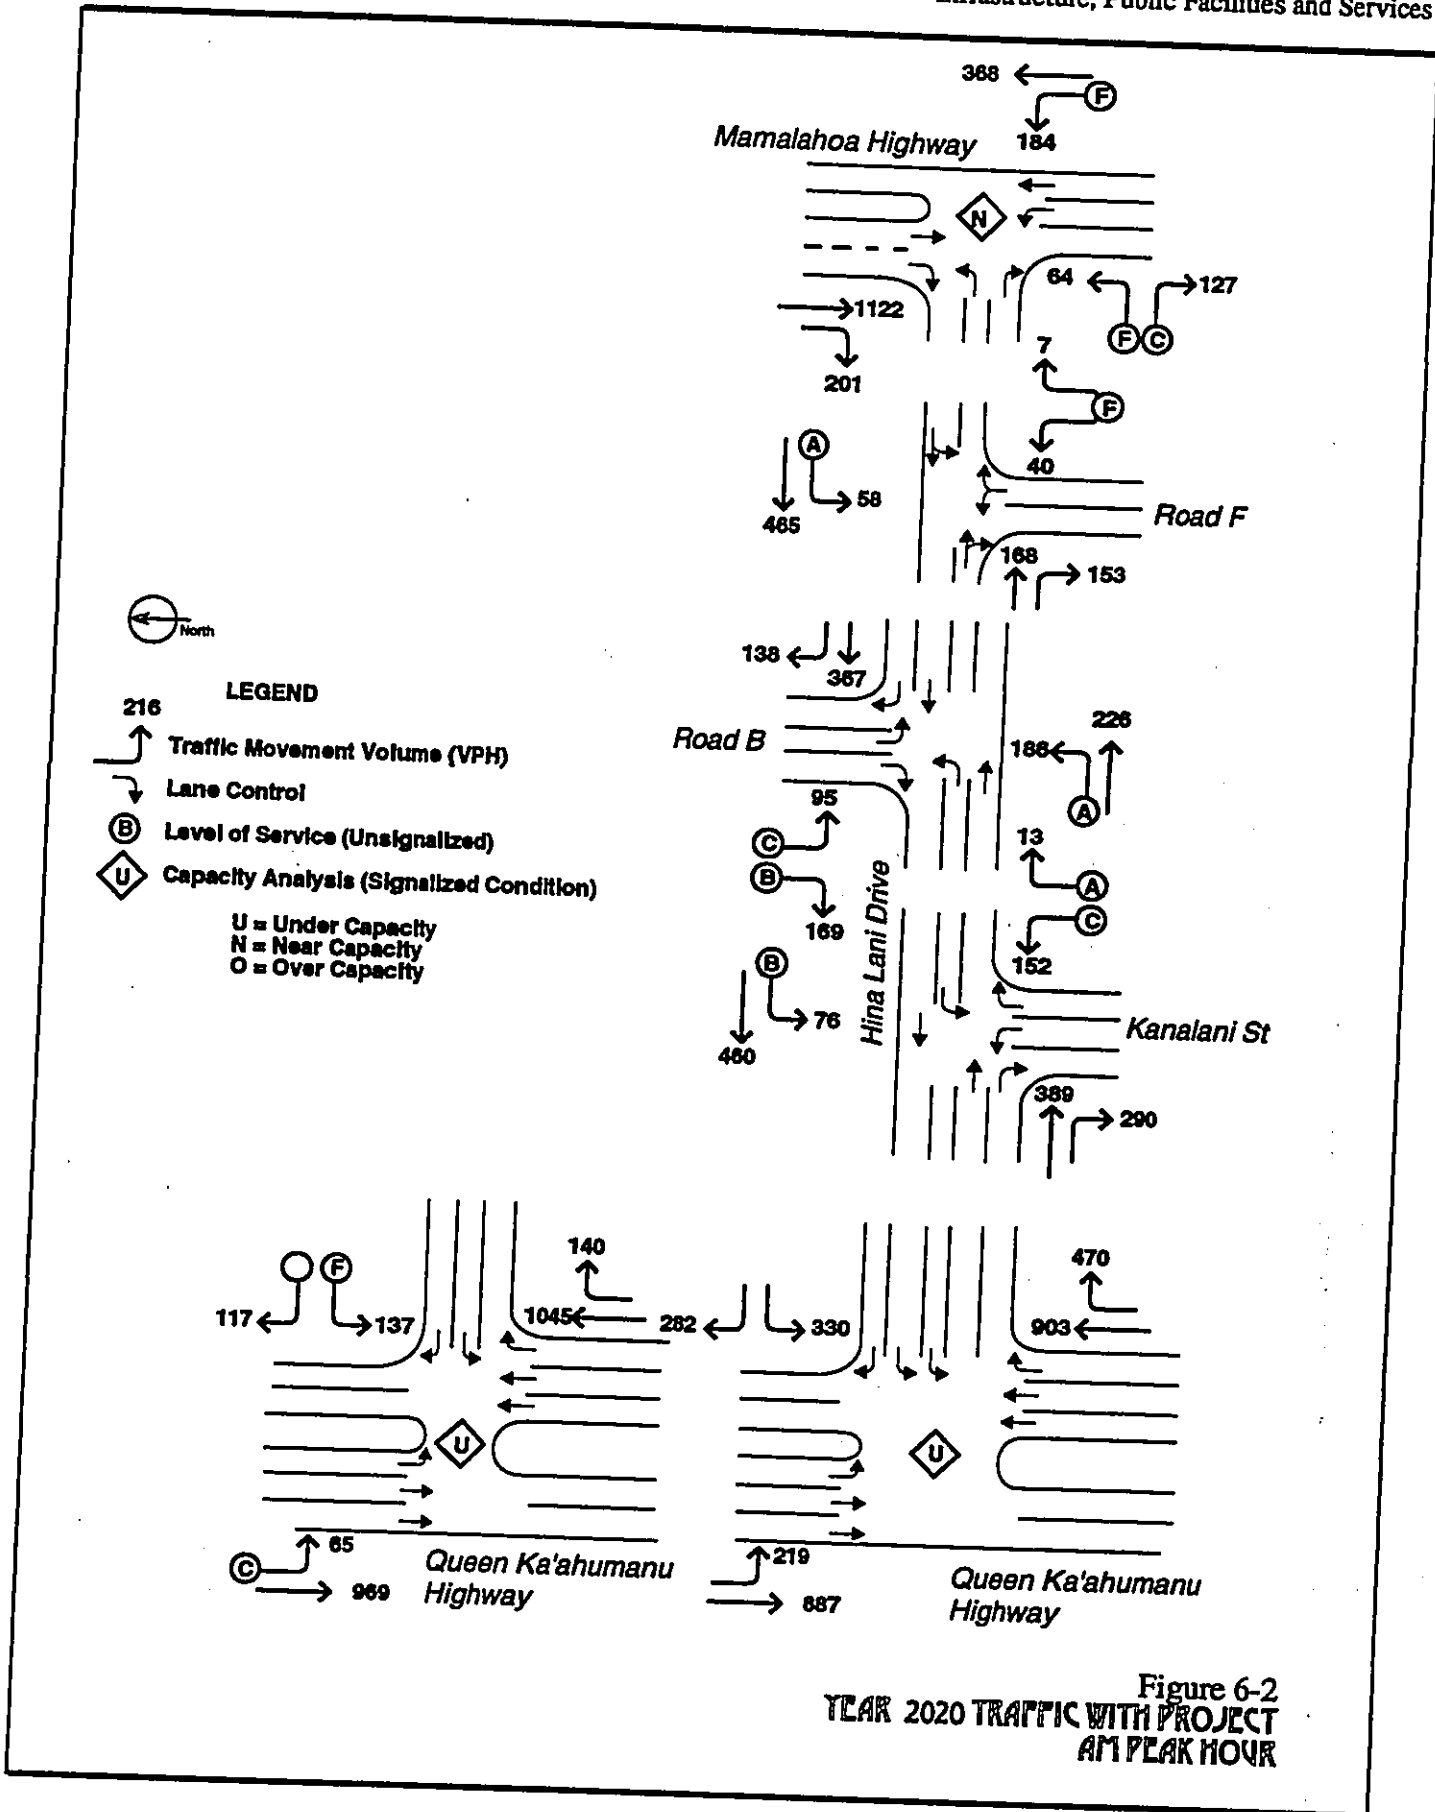 Infrastructure, Public Facilities and Services
368
F
184
Mamalahoa Highway
N
64
127
1122
F C
201
7
F
40
A
58
465
Road F
168
153
North
138
367
LEGEND
216
Traffic Movement Volume (VPH)
Lane Control
B Level of Service (Unsignalized)
U Capacity Analysis (Signalized Condition)
U = Under Capacity
N = Near Capacity
O = Over Capacity
Road B
226
186
A
95
C
B
169
13
A
C
152
Hina Lani Drive
B
76
460
Kanalani St
389
290
F
117
137
140
1045
282
330
470
903
U
U
65
C
969
Queen Ka'ahumanu
Highway
219
887
Queen Ka'ahumanu
Highway
Figure 6-2
YEAR 2020 TRAFFIC WITH PROJECT
AM PEAK HOUR